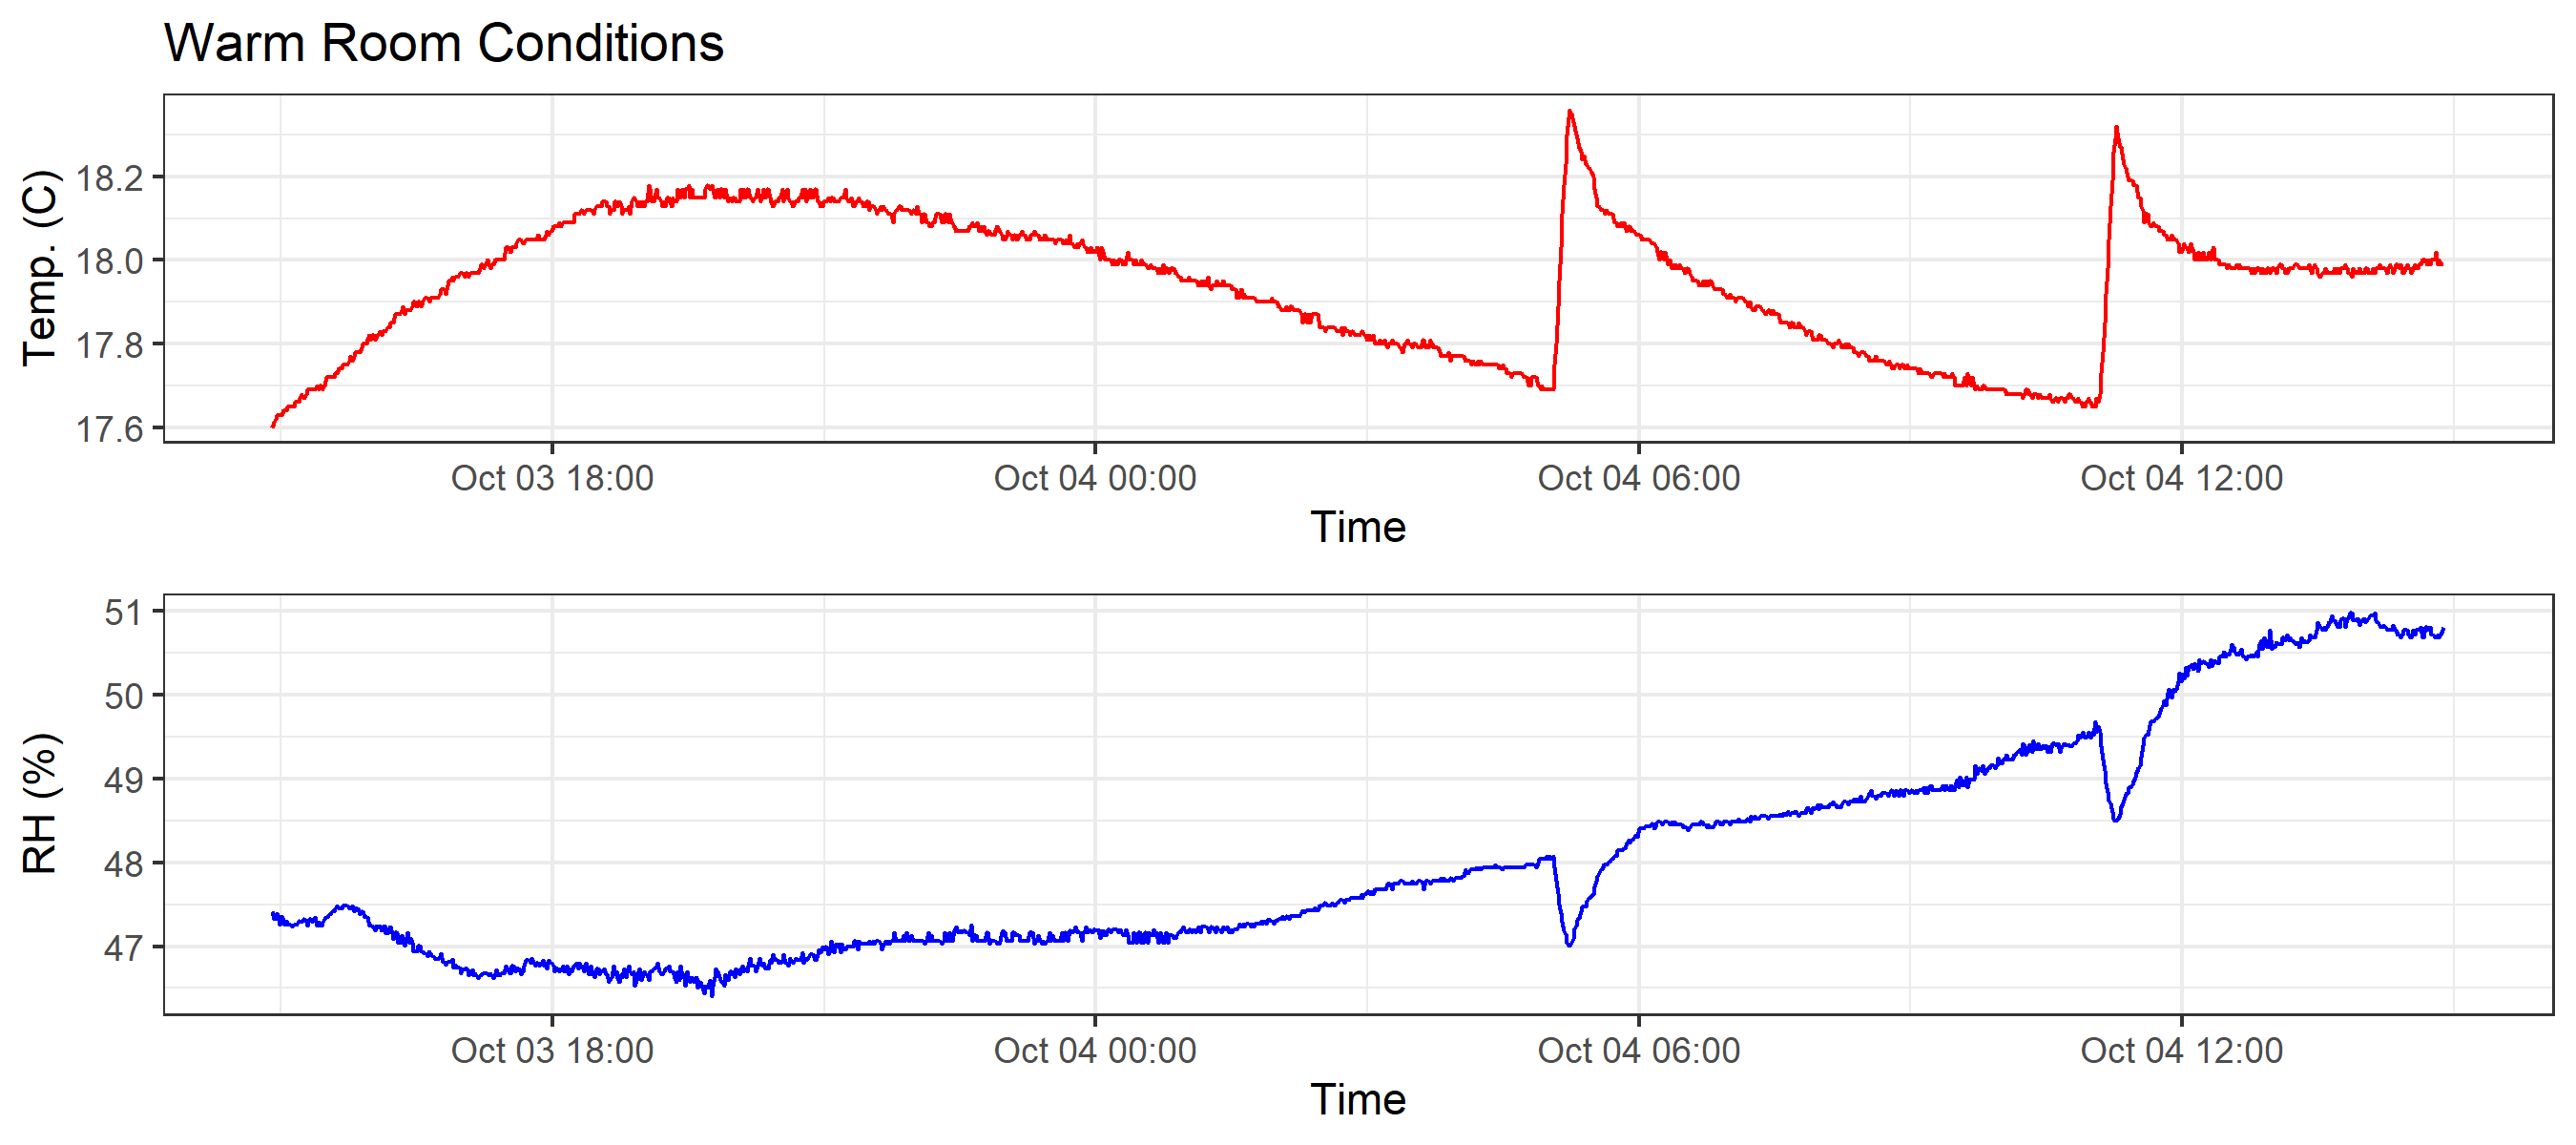 Warm Room Conditions
Temp. (C)
18.2
18.0
17.8
17.6
Oct 03 18:00 Oct 04 00:00 Oct 04 06:00 Oct 04 12:00
Time
RH (%)
51
50
49
48
47
Oct 03 18:00 Oct 04 00:00 Oct 04 06:00 Oct 04 12:00
Time